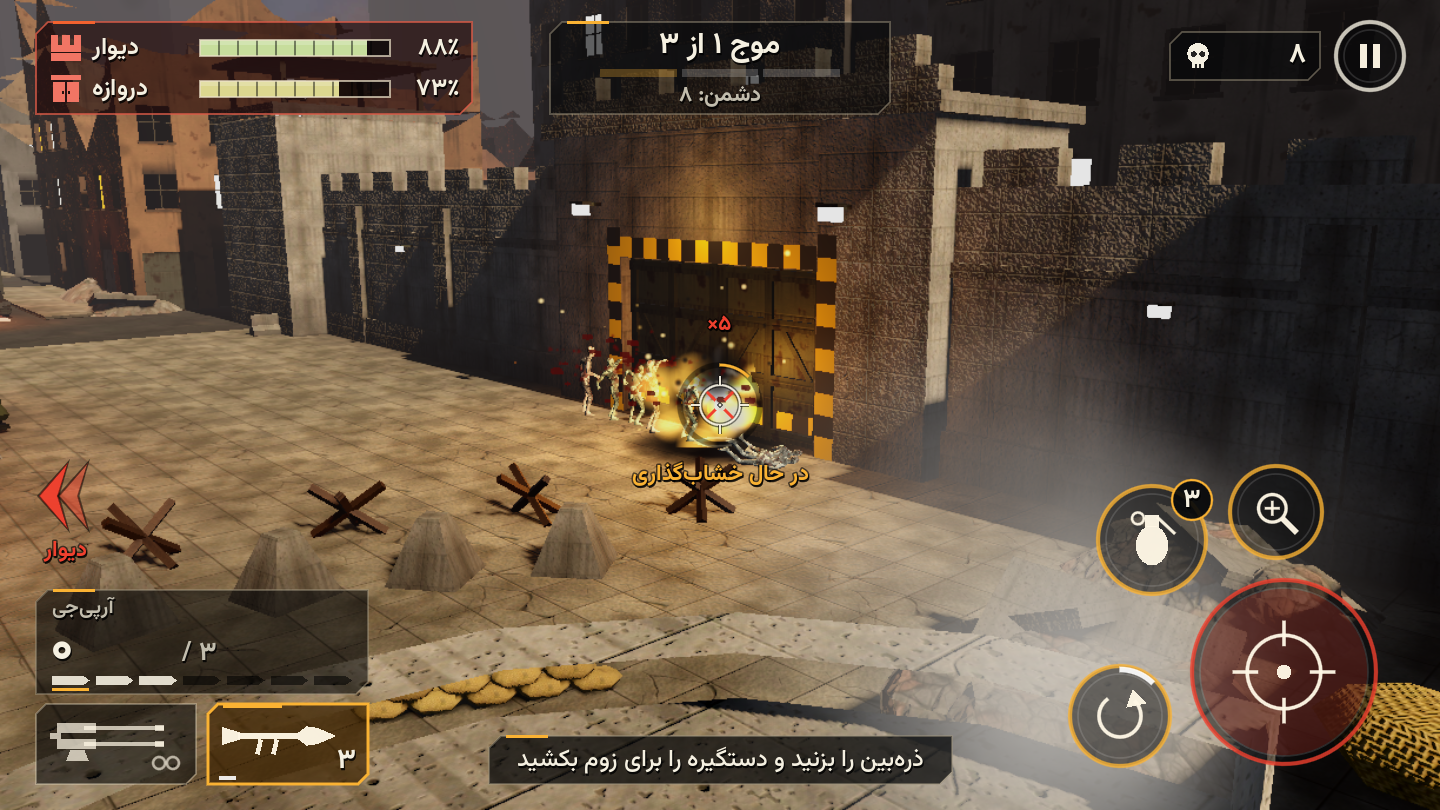 دیوار ۸۸٪
دروازه ۷۳٪
موج ۱ از ۳
دشمن: ۸
۸
×۵
در حال خشاب‌گذاری
دیوار
آرپی‌جی
۰ / ۳
۳
∞
۳
ذره‌بین را بزنید و دستگیره را برای زوم بکشید